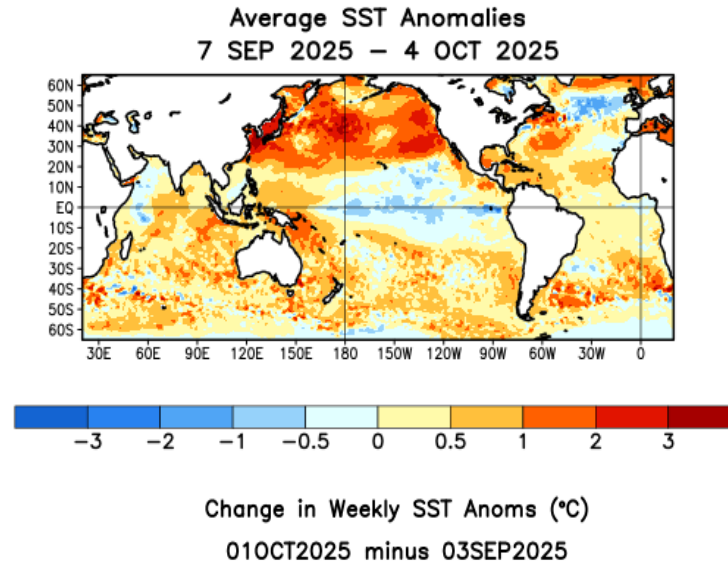 Average SST Anomalies
7 SEP 2025 – 4 OCT 2025
60N
50N
40N
30N
20N
10N
EQ
10S
20S
30S
40S
50S
60S
30E 60E 90E 120E 150E 180 150W 120W 90W 60W 30W 0
−3 −2 −1 −0.5 0 0.5 1 2 3
Change in Weekly SST Anoms (°C)
01OCT2025 minus 03SEP2025